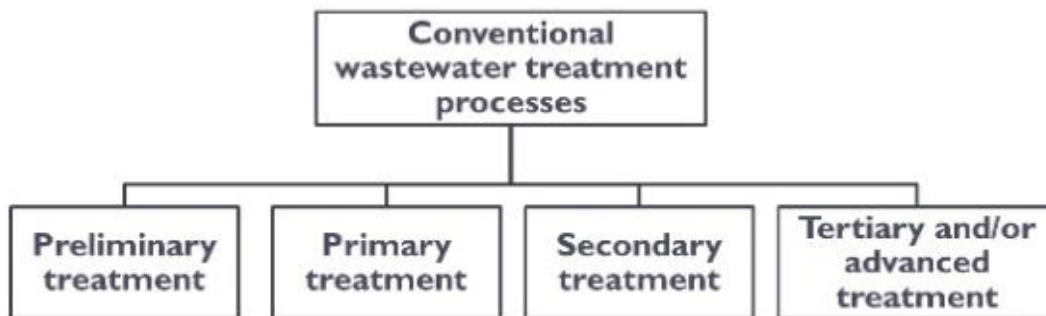 Conventional
wastewater treatment
processes
Preliminary
treatment
Primary
treatment
Secondary
treatment
Tertiary and/or
advanced
treatment